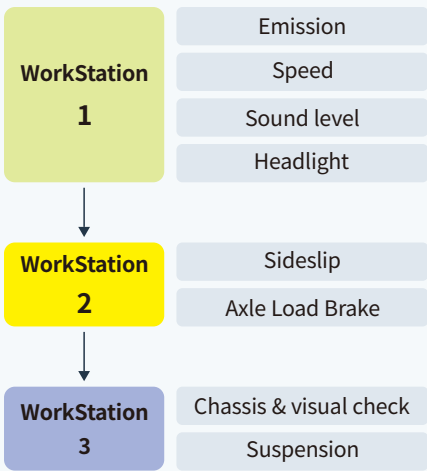 WorkStation
1
Emission
Speed
Sound level
Headlight
WorkStation
2
Sideslip
Axle Load Brake
WorkStation
3
Chassis & visual check
Suspension